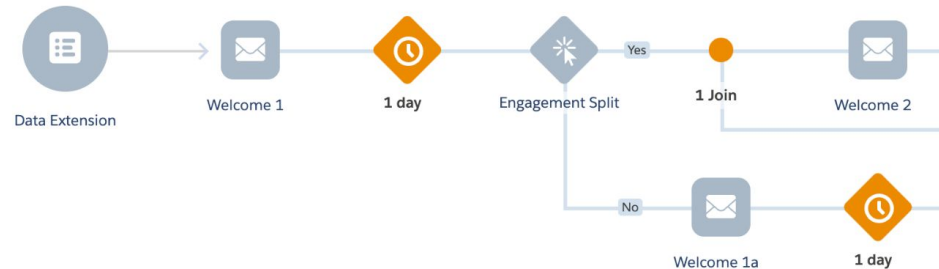 Data Extension
Welcome 1
1 day
Engagement Split
Yes
1 Join
Welcome 2
No
Welcome 1a
1 day